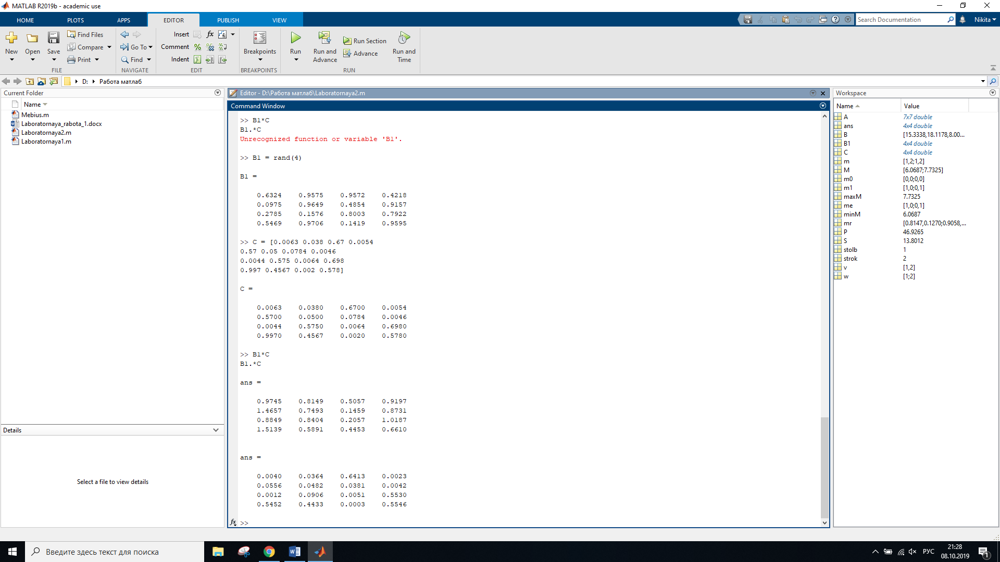 MATLAB R2019b - academic use
HOME PLOTS APPS EDITOR PUBLISH VIEW
Search Documentation
Nikita
New
Open
Save
Find Files
Compare
Print
FILE
Go To
Find
NAVIGATE
Insert
Comment
Indent
EDIT
Breakpoints
BREAKPOINTS
Run
Run and Advance
Run Section
Advance
Run and Time
RUN
D: Работа матлаб
Current Folder
Name
Mebius.m
Laboratornaya_rabota_1.docx
Laboratornaya2.m
Laboratornaya1.m
Details
Select a file to view details
Editor - D:\Работа матлаб\Laboratornaya2.m
Command Window
>> B1*C
B1.*C
Unrecognized function or variable 'B1'.
>> B1 = rand(4)
B1 =
0.6324 0.9575 0.9572 0.4218
0.0975 0.9649 0.4854 0.9157
0.2785 0.1576 0.8003 0.7922
0.5469 0.9706 0.1419 0.9595
>> C = [0.0063 0.038 0.67 0.0054
0.57 0.05 0.0784 0.0046
0.0044 0.575 0.0064 0.698
0.997 0.4567 0.002 0.578]
C =
0.0063 0.0380 0.6700 0.0054
0.5700 0.0500 0.0784 0.0046
0.0044 0.5750 0.0064 0.6980
0.9970 0.4567 0.0020 0.5780
>> B1*C
B1.*C
ans =
0.9745 0.8149 0.5057 0.9197
1.4657 0.7493 0.1459 0.8731
0.8849 0.8404 0.2057 1.0187
1.5139 0.5891 0.4453 0.6610
ans =
0.0040 0.0364 0.6413 0.0023
0.0556 0.0482 0.0381 0.0042
0.0012 0.0906 0.0051 0.5530
0.5452 0.4433 0.0003 0.5546
fx >>
Workspace
Name Value
A 7x7 double
ans 4x4 double
B [15.3338,18.1178,8.00...
B1 4x4 double
C 4x4 double
m [1,2;1,2]
M [6.0687;7.7325]
m0 [0,0;0,0]
m1 [1,0;0,1]
maxM 7.7325
me [1,0;0,1]
minM 6.0687
mr [0.8147,0.1270;0.9058,...
P 46.9265
S 13.8012
stolb 1
strok 2
v [1,2]
w [1;2]
Введите здесь текст для поиска
РУС
21:28
08.10.2019
1